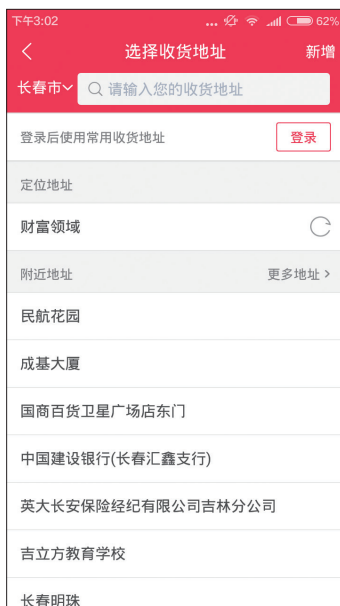 下午3:02 ... 62%
选择收货地址 新增
长春市 请输入您的收货地址
登录后使用常用收货地址 登录
定位地址
财富领域
附近地址 更多地址 >
民航花园
成基大厦
国商百货卫星广场店东门
中国建设银行(长春汇鑫支行)
英大长安保险经纪有限公司吉林分公司
吉立方教育学校
长春明珠